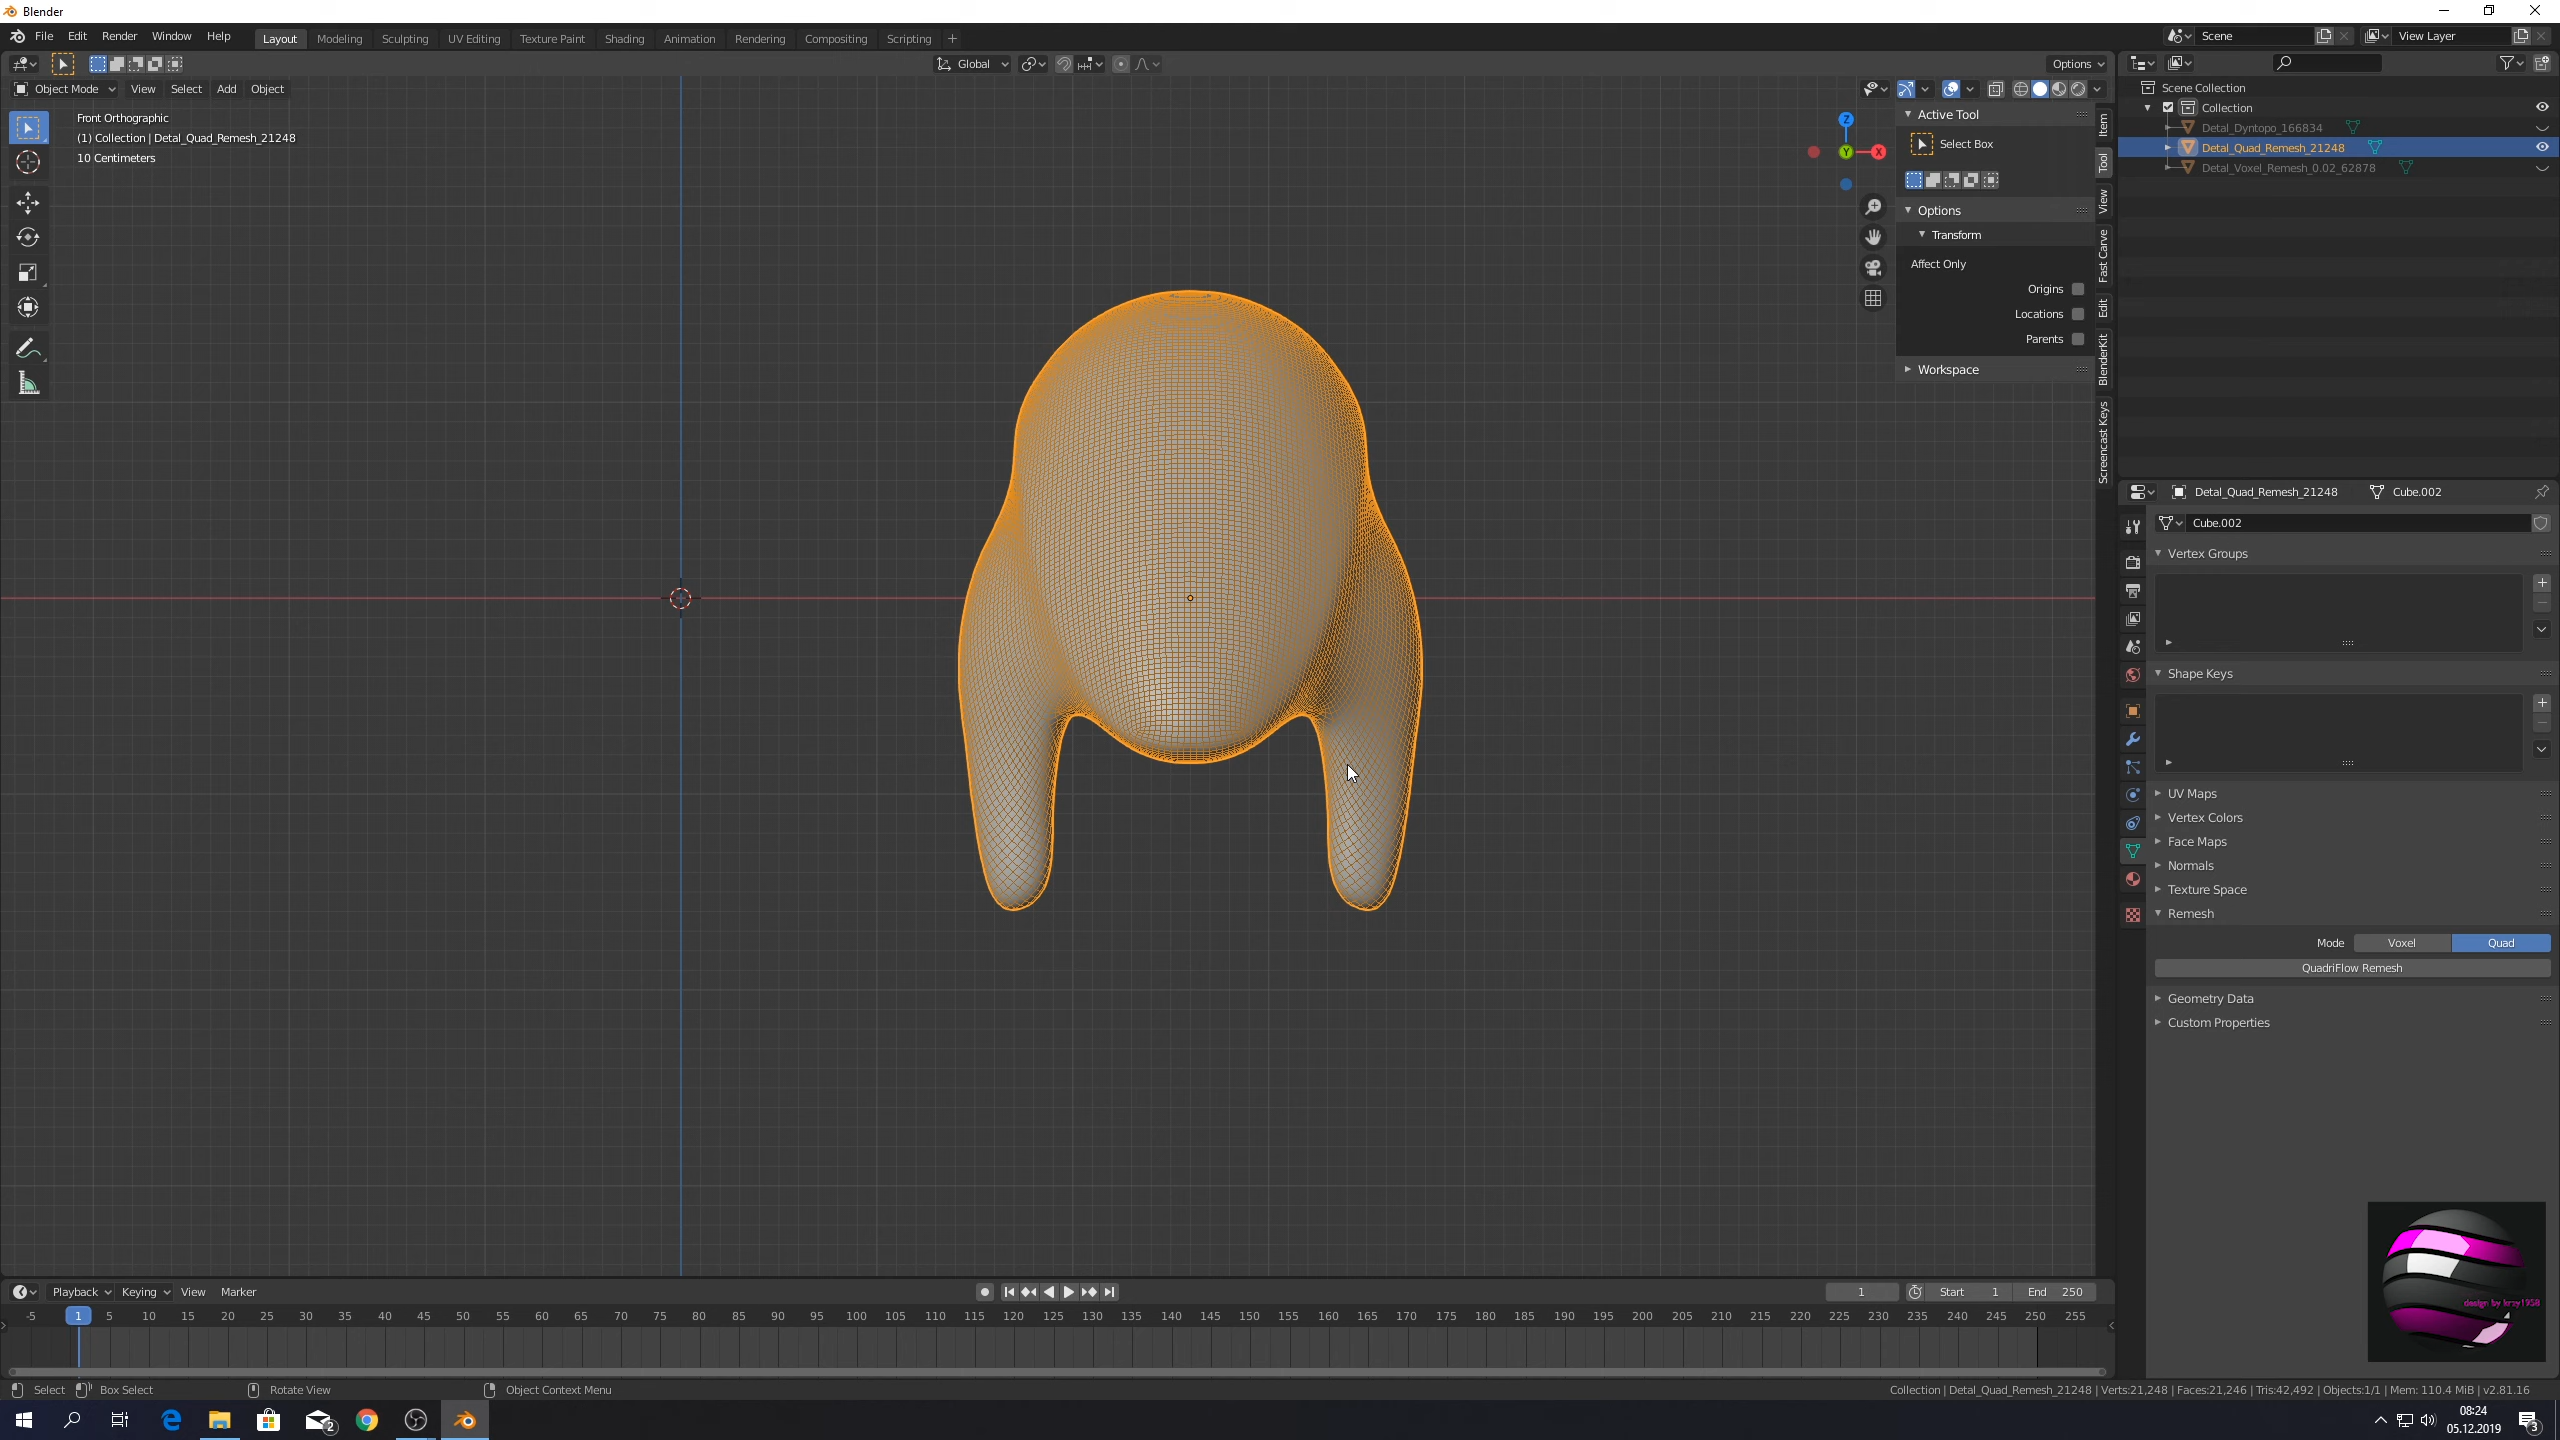 Blender
File Edit Render Window Help Layout Modeling Sculpting UV Editing Texture Paint Shading Animation Rendering Compositing Scripting + Scene View Layer
Global Options
Object Mode View Select Add Object
Front Orthographic
(1) Collection | Detal_Quad_Remesh_21248
10 Centimeters
Z
Y
X
Active Tool
Select Box
Options
Transform
Affect Only
Origins
Locations
Parents
Workspace
Item
Tool
View
Fast Carve
Edit
BlenderKit
Screencast Keys
Scene Collection
Collection
Detal_Dyntopo_166834
Detal_Quad_Remesh_21248
Detal_Voxel_Remesh_0.02_62878
Detal_Quad_Remesh_21248 Cube.002
Cube.002
Vertex Groups
Shape Keys
UV Maps
Vertex Colors
Face Maps
Normals
Texture Space
Remesh
Mode Voxel Quad
QuadriFlow Remesh
Geometry Data
Custom Properties
design by krzy1958
Playback Keying View Marker 1 Start 1 End 250
-5 1 5 10 15 20 25 30 35 40 45 50 55 60 65 70 75 80 85 90 95 100 105 110 115 120 125 130 135 140 145 150 155 160 165 170 175 180 185 190 195 200 205 210 215 220 225 230 235 240 245 250 255
Select Box Select Rotate View Object Context Menu Collection | Detal_Quad_Remesh_21248 | Verts:21,248 | Faces:21,246 | Tris:42,492 | Objects:1/1 | Mem: 110.4 MiB | v2.81.16
2
08:24
05.12.2019
3